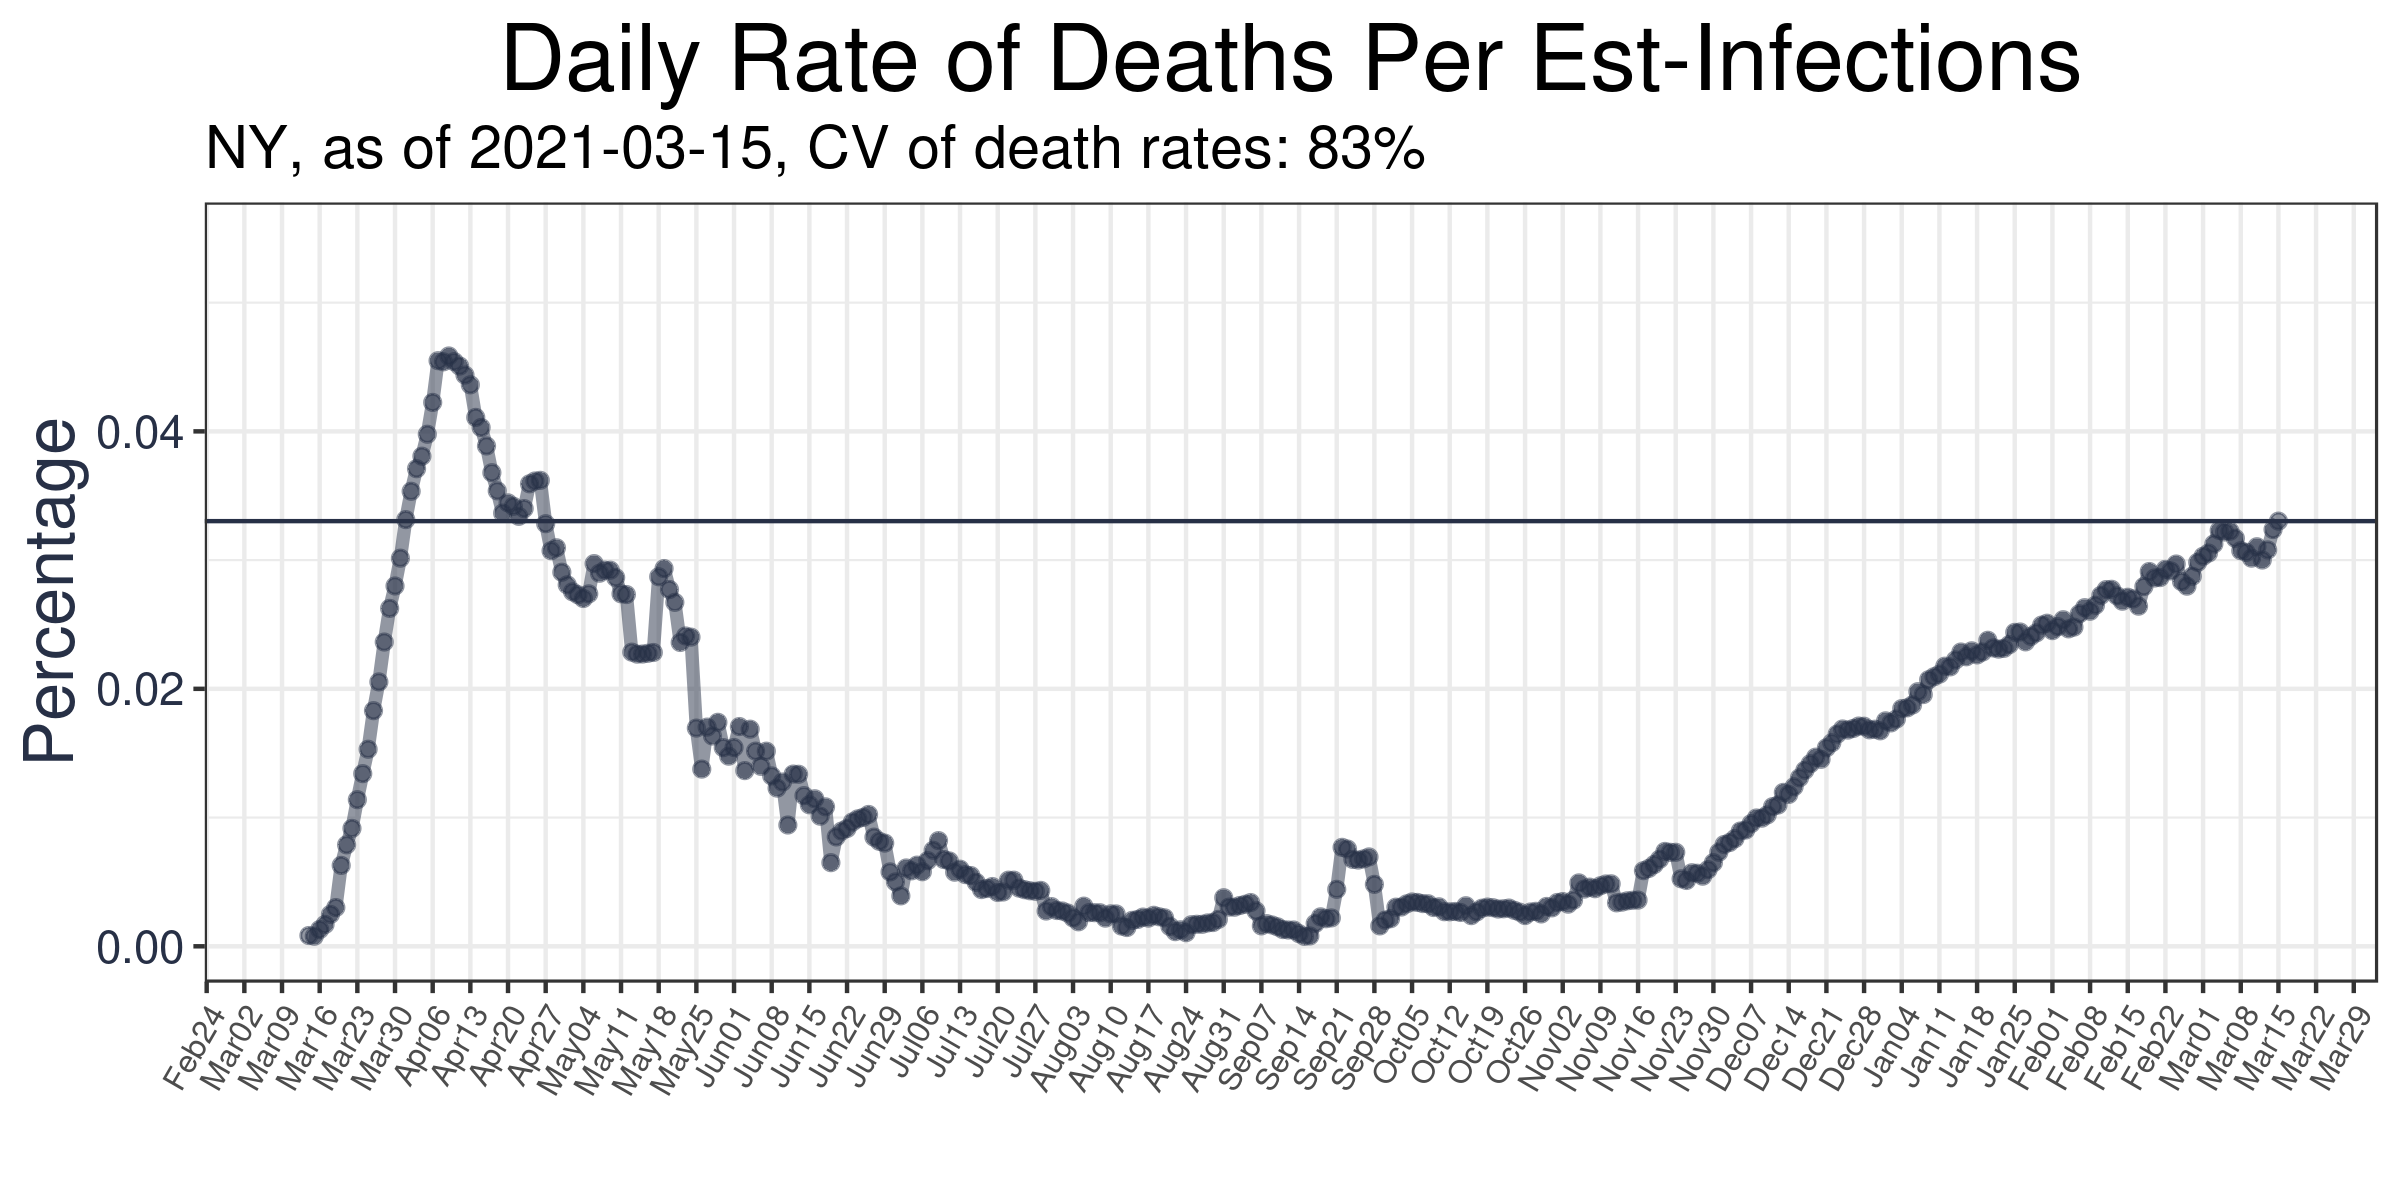 Daily Rate of Deaths Per Est-Infections
NY, as of 2021-03-15, CV of death rates: 83%
Percentage
0.04
0.02
0.00
Feb24
Mar02
Mar09
Mar16
Mar23
Mar30
Apr06
Apr13
Apr20
Apr27
May04
May11
May18
May25
Jun01
Jun08
Jun15
Jun22
Jun29
Jul06
Jul13
Jul20
Jul27
Aug03
Aug10
Aug17
Aug24
Aug31
Sep07
Sep14
Sep21
Sep28
Oct05
Oct12
Oct19
Oct26
Nov02
Nov09
Nov16
Nov23
Nov30
Dec07
Dec14
Dec21
Dec28
Jan04
Jan11
Jan18
Jan25
Feb01
Feb08
Feb15
Feb22
Mar01
Mar08
Mar15
Mar22
Mar29